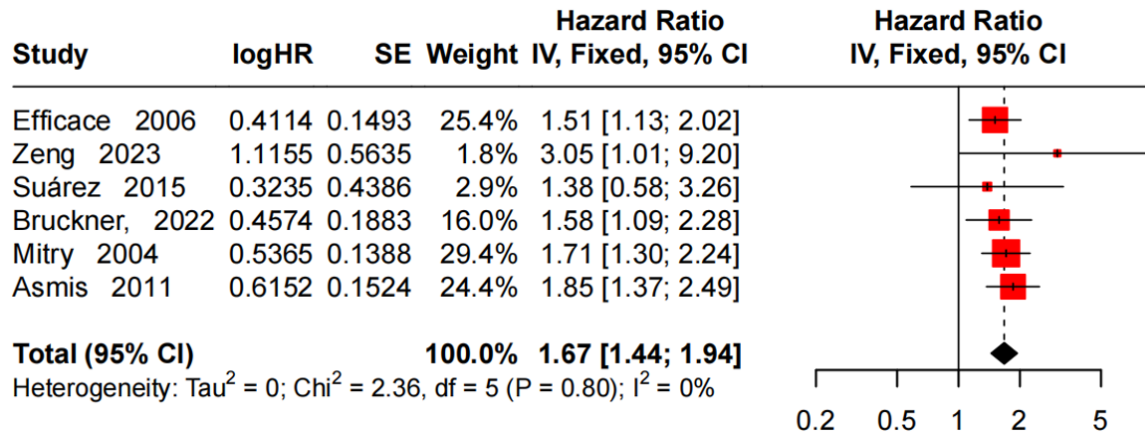 Hazard Ratio Hazard Ratio
Study logHR SE Weight IV, Fixed, 95% CI IV, Fixed, 95% CI
Efficace 2006 0.4114 0.1493 25.4% 1.51 [1.13; 2.02]
Zeng 2023 1.1155 0.5635 1.8% 3.05 [1.01; 9.20]
Suárez 2015 0.3235 0.4386 2.9% 1.38 [0.58; 3.26]
Bruckner, 2022 0.4574 0.1883 16.0% 1.58 [1.09; 2.28]
Mitry 2004 0.5365 0.1388 29.4% 1.71 [1.30; 2.24]
Asmis 2011 0.6152 0.1524 24.4% 1.85 [1.37; 2.49]
Total (95% CI) 100.0% 1.67 [1.44; 1.94]
Heterogeneity: Tau² = 0; Chi² = 2.36, df = 5 (P = 0.80); I² = 0%
0.2 0.5 1 2 5